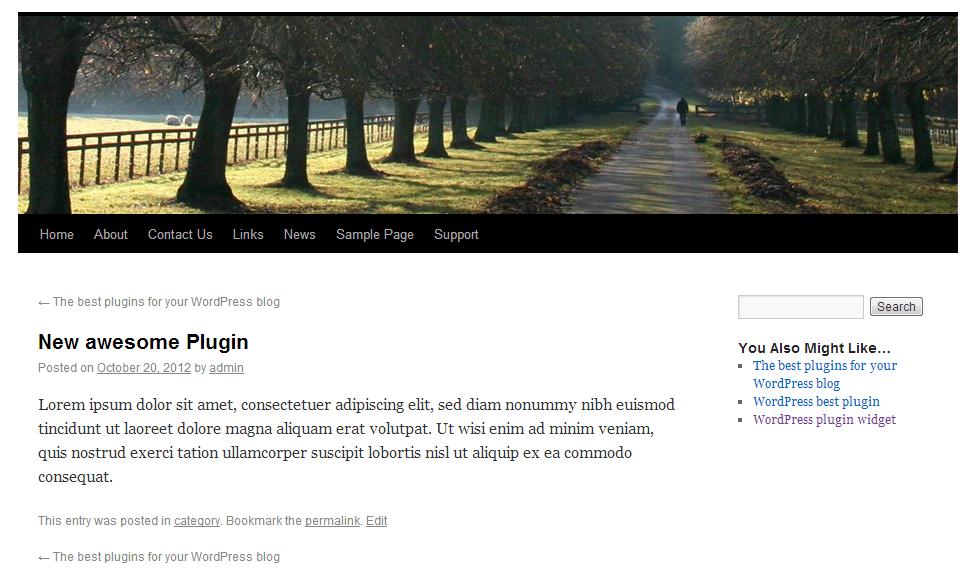 Home About Contact Us Links News Sample Page Support
← The best plugins for your WordPress blog
New awesome Plugin
Posted on October 20, 2012 by admin
Lorem ipsum dolor sit amet, consectetuer adipiscing elit, sed diam nonummy nibh euismod
tincidunt ut laoreet dolore magna aliquam erat volutpat. Ut wisi enim ad minim veniam,
quis nostrud exerci tation ullamcorper suscipit lobortis nisl ut aliquip ex ea commodo
consequat.
This entry was posted in category. Bookmark the permalink. Edit
← The best plugins for your WordPress blog
Search
You Also Might Like...
The best plugins for your
WordPress blog
WordPress best plugin
WordPress plugin widget